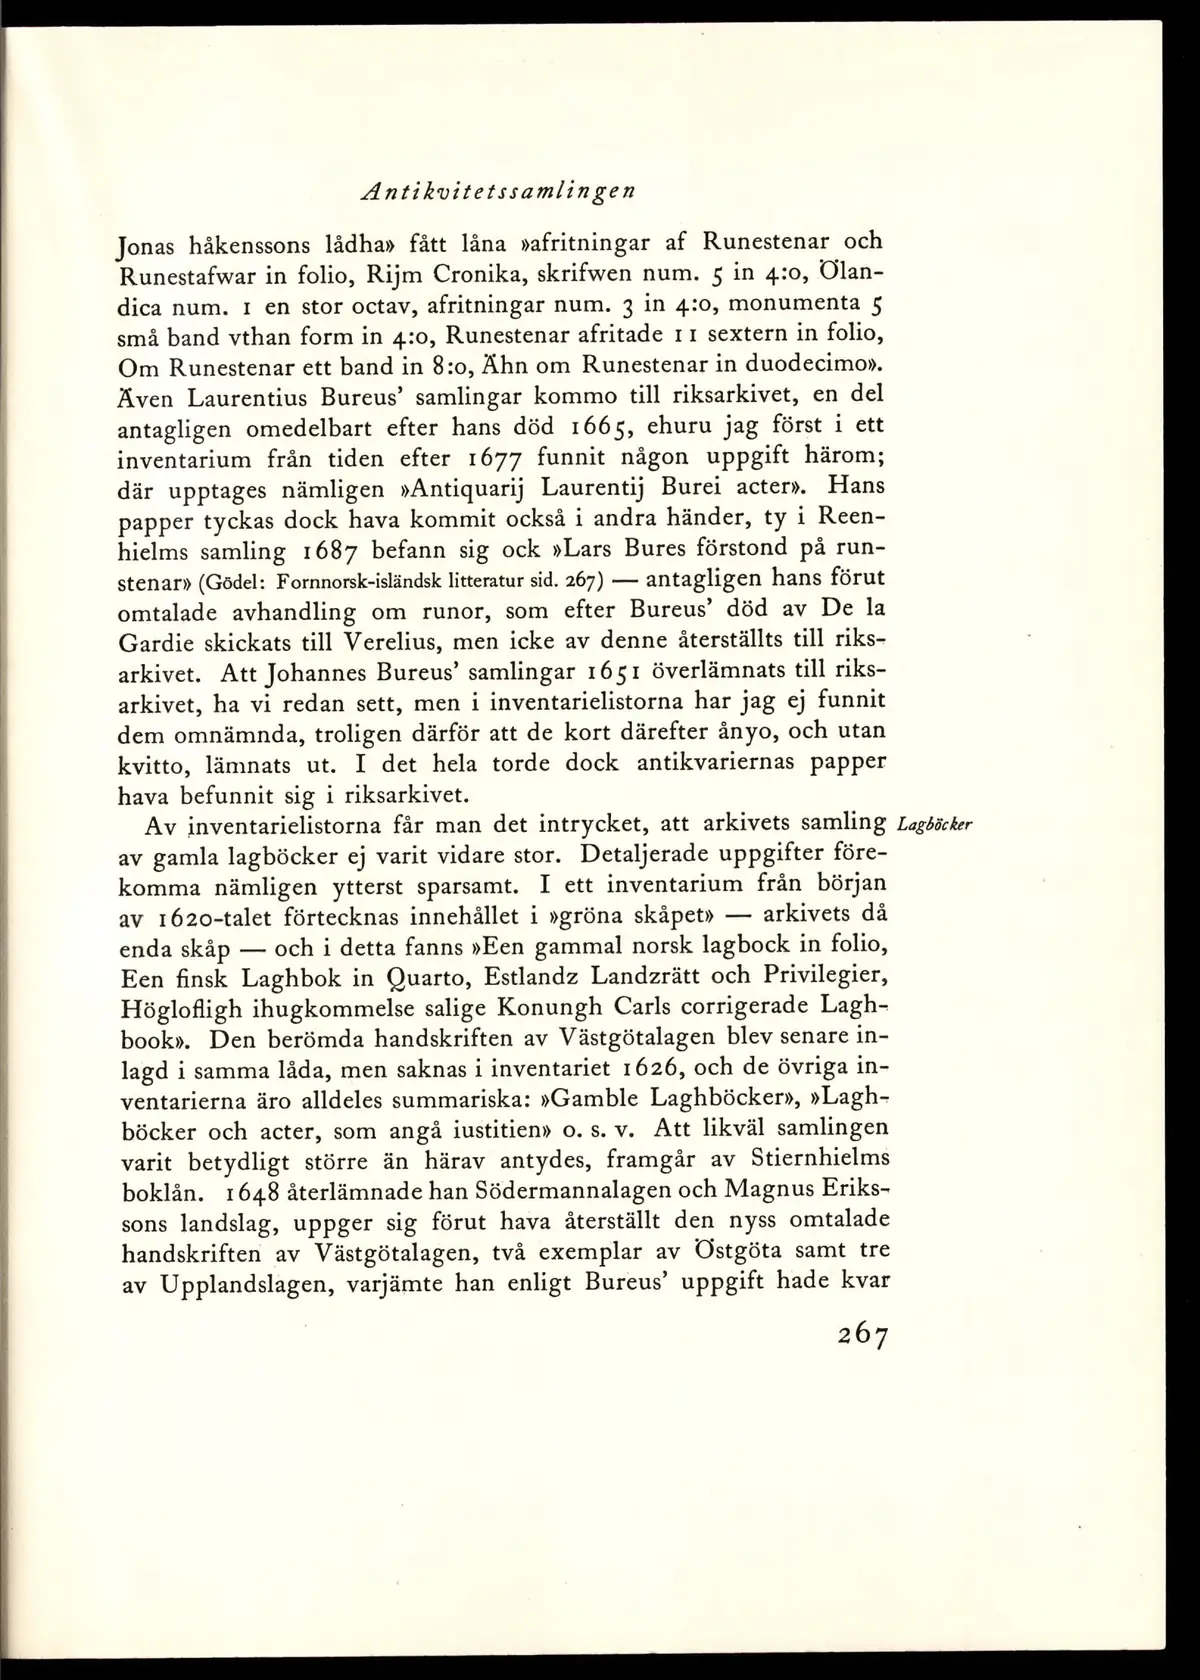 Antikvitetssamlingen
Jonas håkenssons lådha» fått låna »afritningar af Runestenar och
Runestafwar in folio, Rijm Cronika, skrifwen num. 5 in 4:o, Ölan-
dica num. 1 en stor octav, afritningar num. 3 in 4:o, monumenta 5
små band vthan form in 4:o, Runestenar afritade 11 sextern in folio,
Om Runestenar ett band in 8:o, Ähn om Runestenar in duodecimo».
Även Laurentius Bureus’ samlingar kommo till riksarkivet, en del
antagligen omedelbart efter hans död 1665, ehuru jag först i ett
inventarium från tiden efter 1677 funnit någon uppgift härom;
där upptages nämligen »Antiquarij Laurentij Burei acter». Hans
papper tyckas dock hava kommit också i andra händer, ty i Reen-
hielms samling 1687 befann sig ock »Lars Bures förstond på run-
stenar» (Gödel: Fornnorsk-isländsk litteratur sid. 267) — antagligen hans förut
omtalade avhandling om runor, som efter Bureus’ död av De la
Gardie skickats till Verelius, men icke av denne återställts till riks-
arkivet. Att Johannes Bureus’ samlingar 1651 överlämnats till riks-
arkivet, ha vi redan sett, men i inventarielistorna har jag ej funnit
dem omnämnda, troligen därför att de kort därefter ånyo, och utan
kvitto, lämnats ut. I det hela torde dock antikvariernas papper
hava befunnit sig i riksarkivet.
Av inventarielistorna får man det intrycket, att arkivets samling Lagböcker
av gamla lagböcker ej varit vidare stor. Detaljerade uppgifter före-
komma nämligen ytterst sparsamt. I ett inventarium från början
av 1620-talet förtecknas innehållet i »gröna skåpet» — arkivets då
enda skåp — och i detta fanns »Een gammal norsk lagbock in folio,
Een finsk Laghbok in Quarto, Estlandz Landzrätt och Privilegier,
Högloflig​h ihugkommelse salige Konungh Carls corrigerade Lagh-
book». Den berömda handskriften av Västgötalagen blev senare in-
lagd i samma låda, men saknas i inventariet 1626, och de övriga in-
ventarierna äro alldeles summariska: »Gamble Laghböcker», »Lagh-
böcker och acter, som angå iustitien» o. s. v. Att likväl samlingen
varit betydligt större än härav antydes, framgår av Stiernhielms
boklån. 1648 återlämnade han Södermannalagen och Magnus Eriks-
sons landslag, uppger sig förut hava återställt den nyss omtalade
handskriften av Västgötalagen, två exemplar av Östgöta samt tre
av Upplandslagen, varjämte han enligt Bureus’ uppgift hade kvar
267